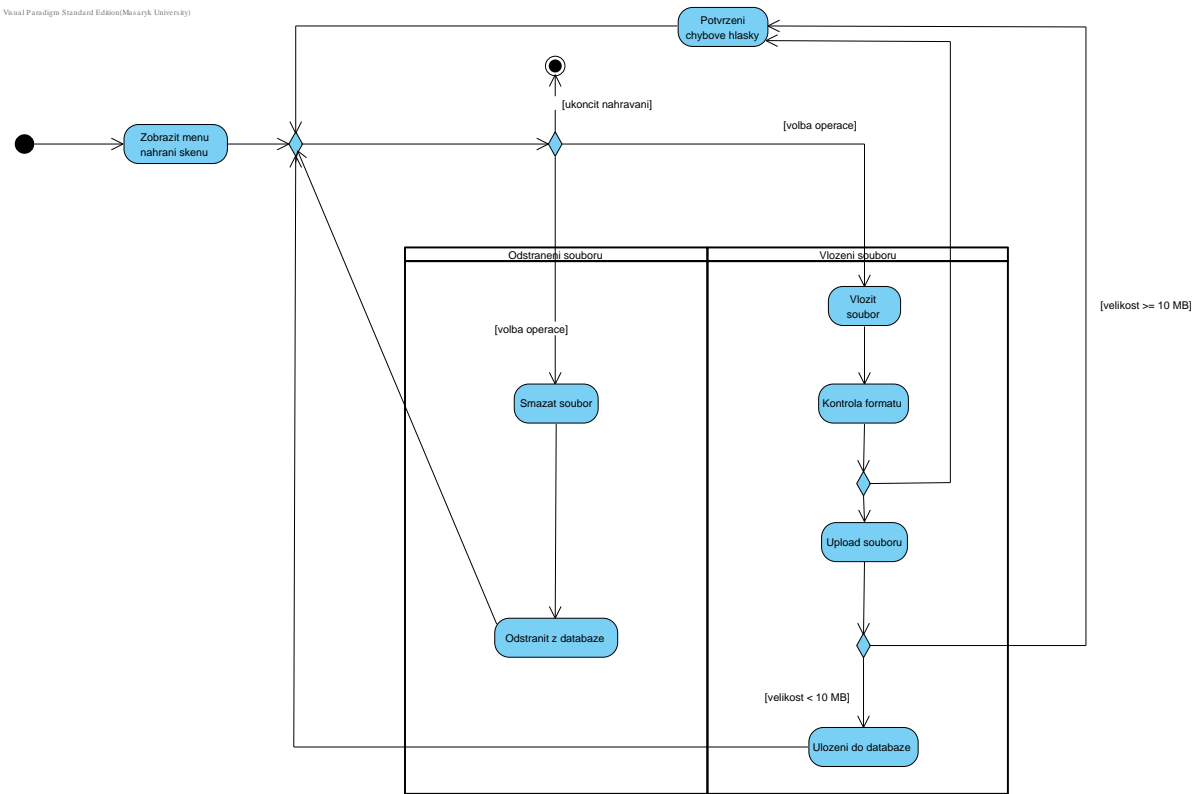 Visual Paradigm Standard Edition(Masaryk University)
Potvrzeni
chybove hlasky
[ukoncit nahravani]
[volba operace]
Zobrazit menu
nahrani skenu
Odstraneni souboru
Vlozeni souboru
Vlozit
soubor
[velikost >= 10 MB]
[volba operace]
Smazat soubor
Kontrola formatu
Upload souboru
Odstranit z databaze
[velikost < 10 MB]
Ulozeni do databaze